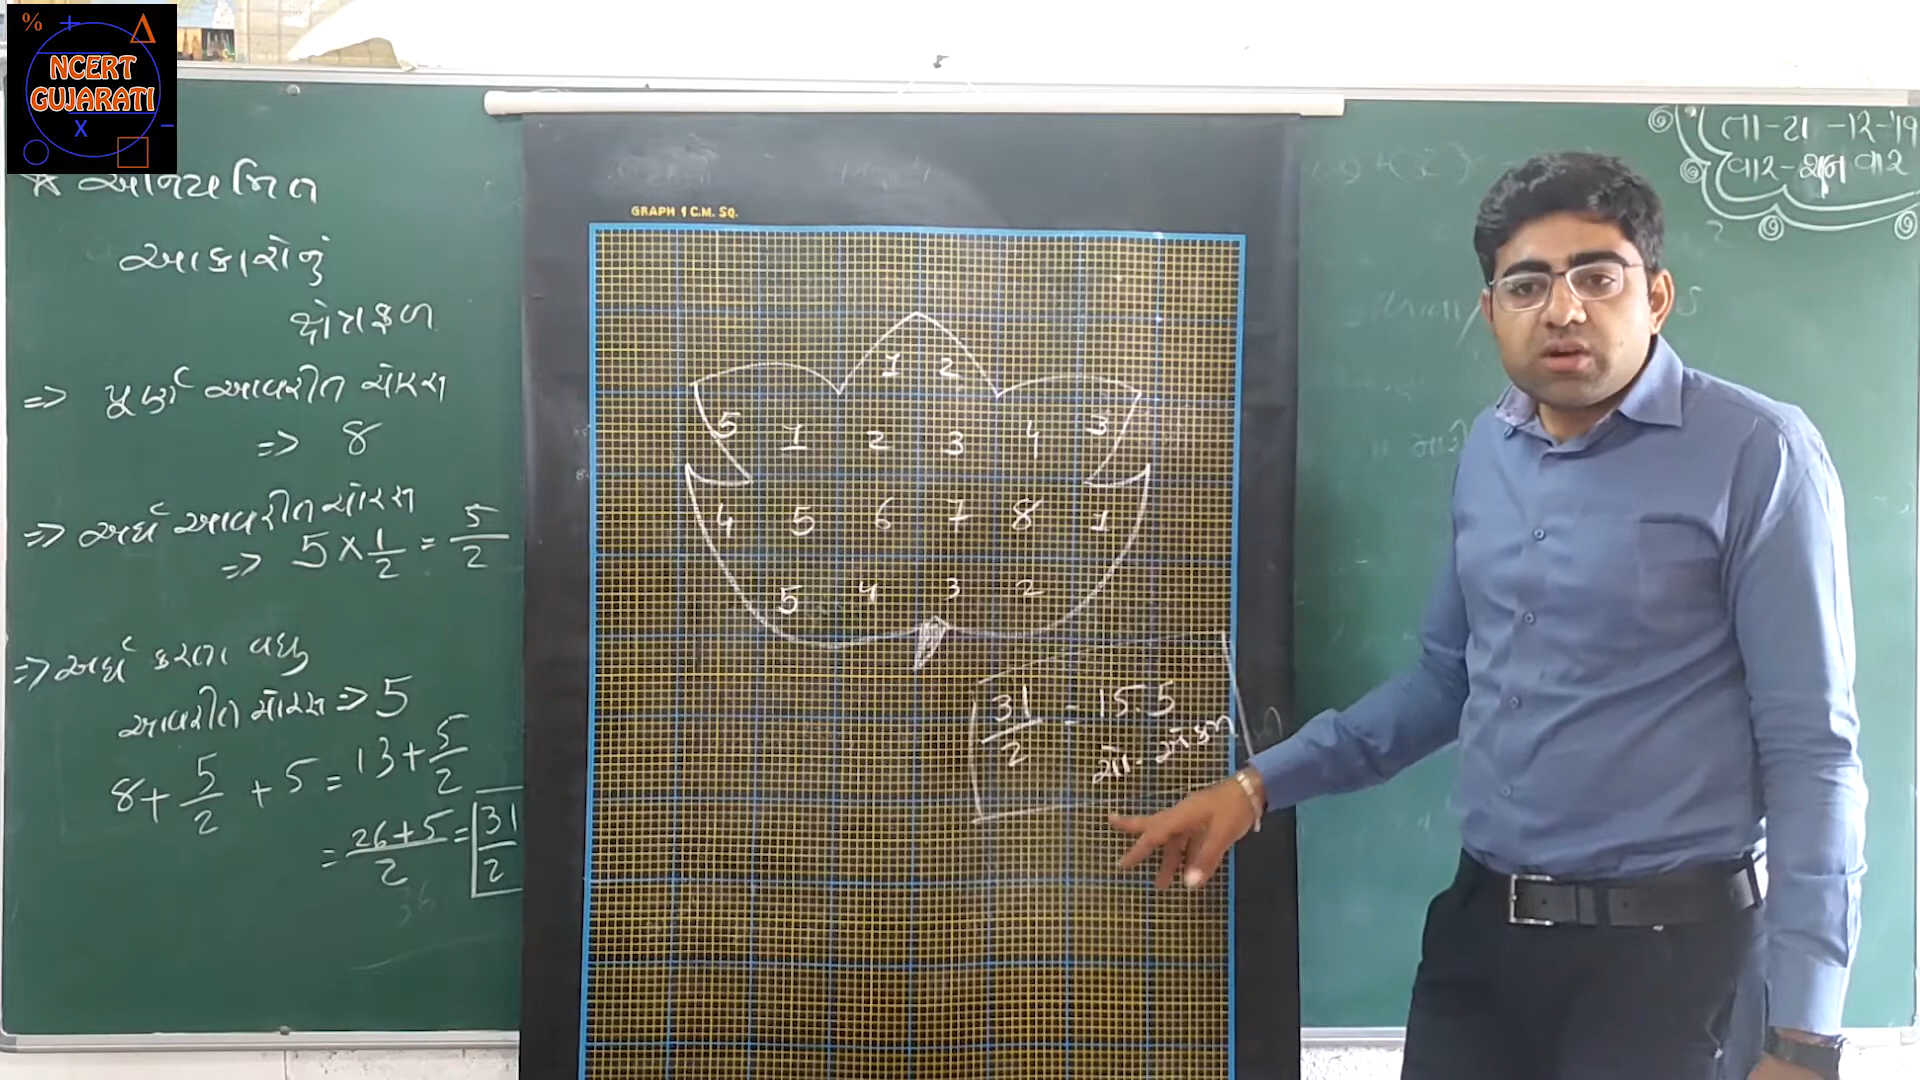 NCERT
GUJARATI
* અનિયમિત
આકારોનું
ક્ષેત્રફળ
=> પૂર્ણ આવરીત ચોરસ
=> 8
=> અર્ધ આવરીત ચોરસ
=> 5 × 1/2 = 5/2
=> અર્ધ કરતા વધુ
આવરીત ચોરસ => 5
8 + 5/2 + 5 = 13 + 5/2
= 26+5/2 = 31/2
GRAPH 1 C.M. SQ.
1 2
5 1 2 3 4 3
4 5 6 7 8 1
5 4 3 2
31/2 = 15.5
ચો. સેકમ
તા-21-12-'19
વાર-શનિવાર